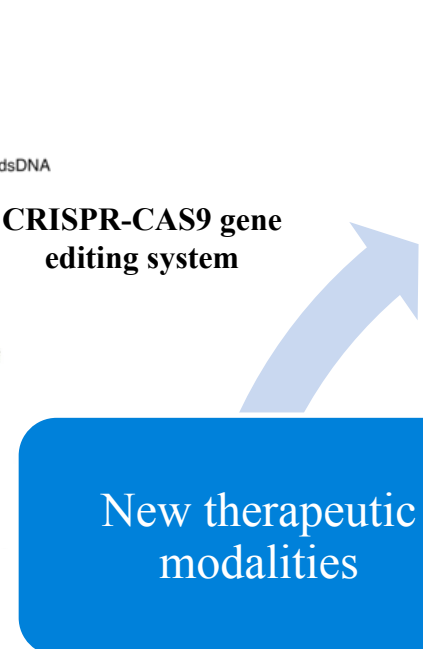 dsDNA
CRISPR-CAS9 gene
editing system
New therapeutic
modalities